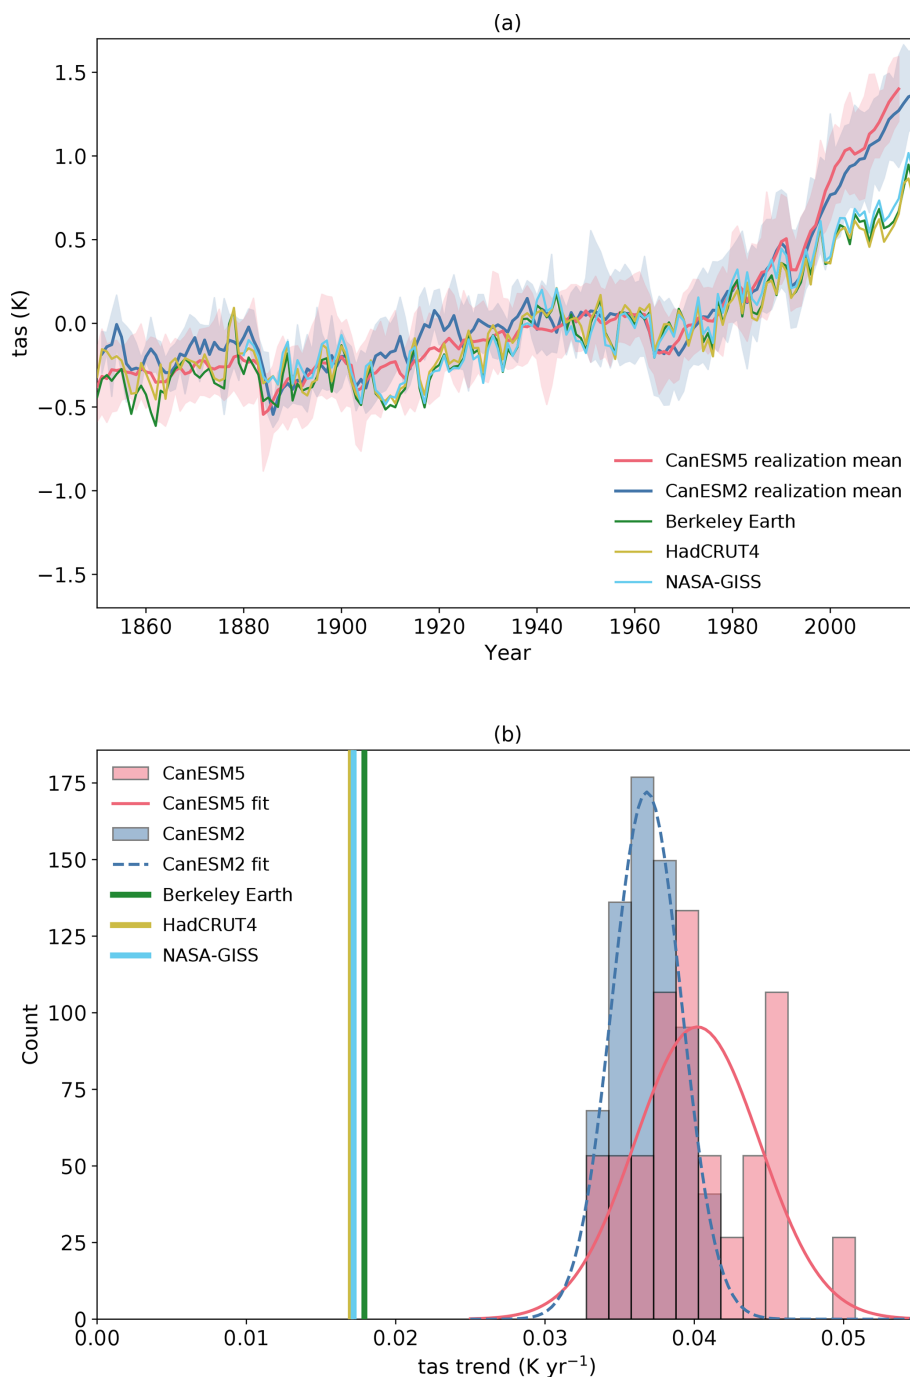 (a)
1.5
1.0
0.5
0.0
−0.5
−1.0
−1.5
tas (K)
CanESM5 realization mean
CanESM2 realization mean
Berkeley Earth
HadCRUT4
NASA-GISS
1860 1880 1900 1920 1940 1960 1980 2000
Year
(b)
175
150
125
100
75
50
25
0
Count
CanESM5
CanESM5 fit
CanESM2
CanESM2 fit
Berkeley Earth
HadCRUT4
NASA-GISS
0.00 0.01 0.02 0.03 0.04 0.05
tas trend (K yr⁻¹)